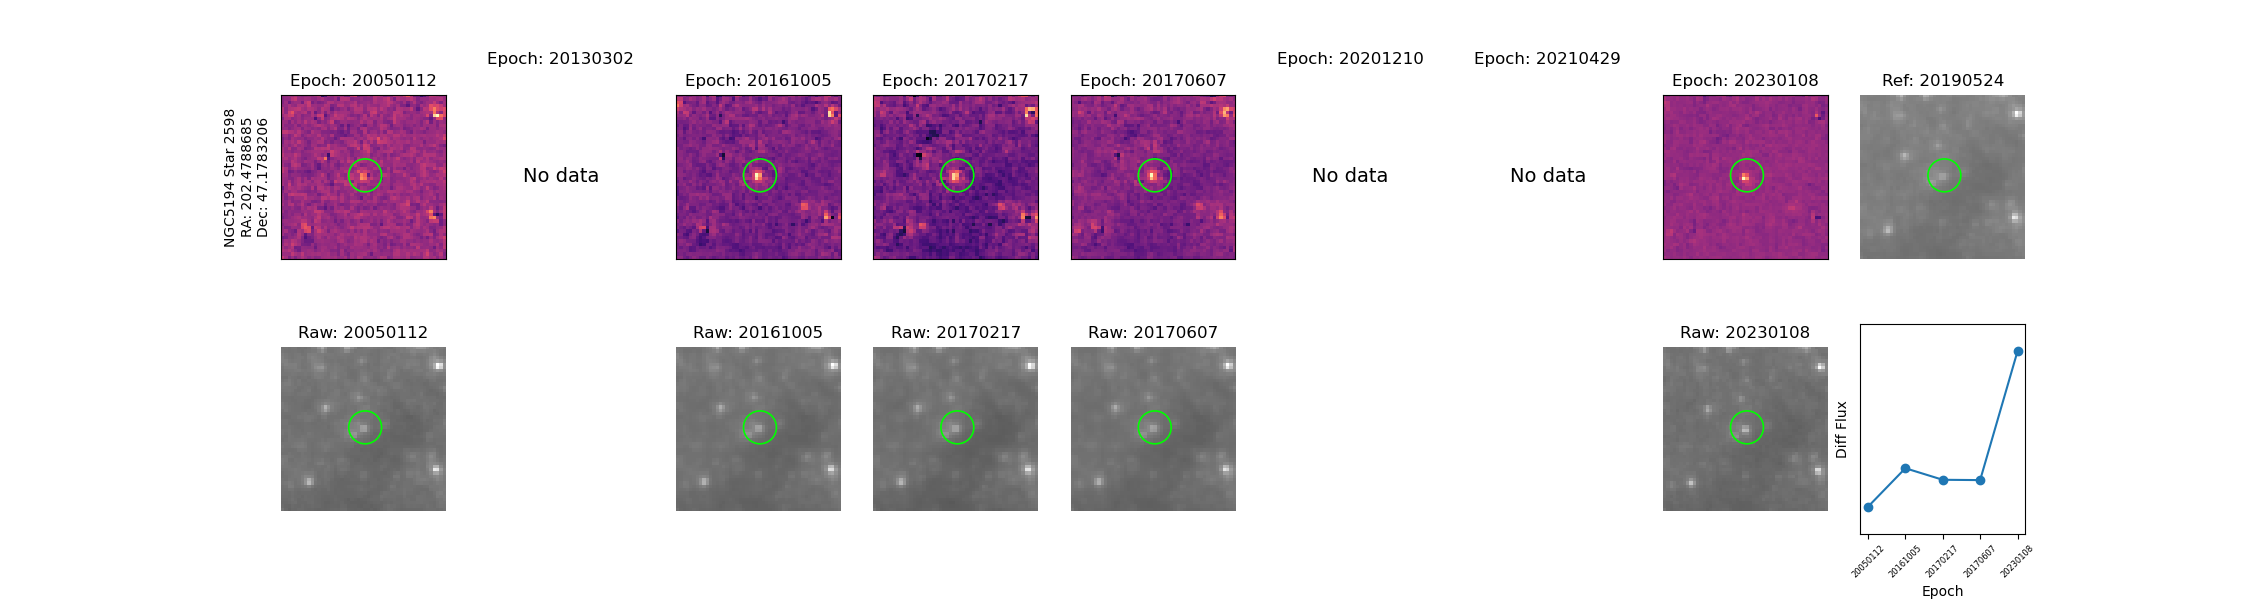 NGC5194 Star 2598
RA: 202.4788685
Dec: 47.1783206
Epoch: 20050112
Epoch: 20130302
No data
Epoch: 20161005
Epoch: 20170217
Epoch: 20170607
Epoch: 20201210
No data
Epoch: 20210429
No data
Epoch: 20230108
Ref: 20190524
Raw: 20050112
Raw: 20161005
Raw: 20170217
Raw: 20170607
Raw: 20230108
Diff Flux
20050112
20161005
20170217
20170607
20230108
Epoch